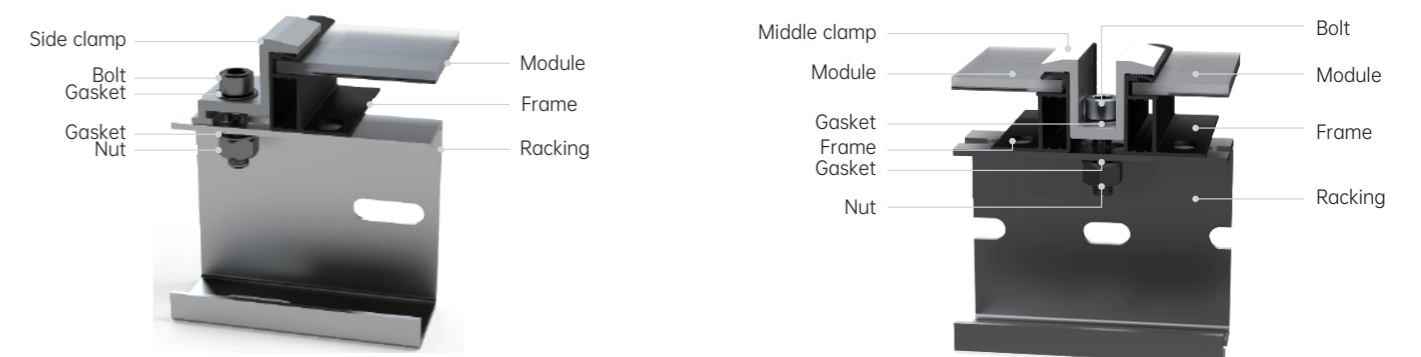 Side clamp
Bolt
Gasket
Gasket
Nut
Module
Frame
Racking
Middle clamp
Module
Gasket
Frame
Gasket
Nut
Bolt
Module
Frame
Racking